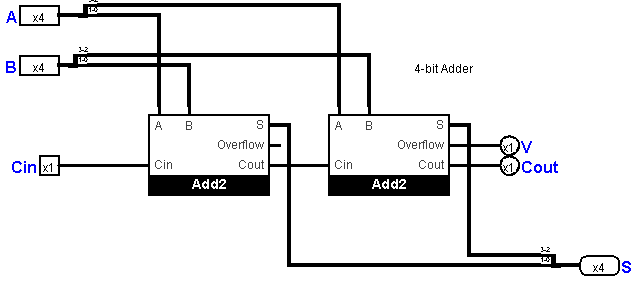 A x4 3-2
1-0
B x4 3-2
1-0
4-bit Adder
A B S A B S
Overflow Overflow x1 V
Cin x1 Cin Cout Cin Cout x1 Cout
Add2 Add2
3-2
1-0
x4 S